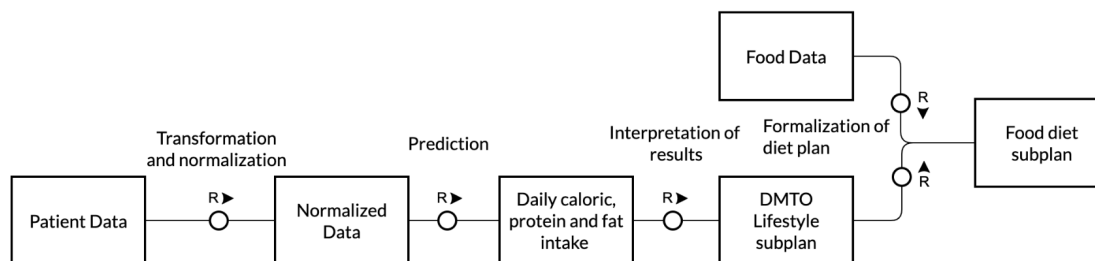 Food Data
R
Transformation
and normalization
Prediction
Interpretation of
results
Formalization of
diet plan
Food diet
subplan
R
Patient Data
R
Normalized
Data
R
Daily caloric,
protein and fat
intake
R
DMTO
Lifestyle
subplan